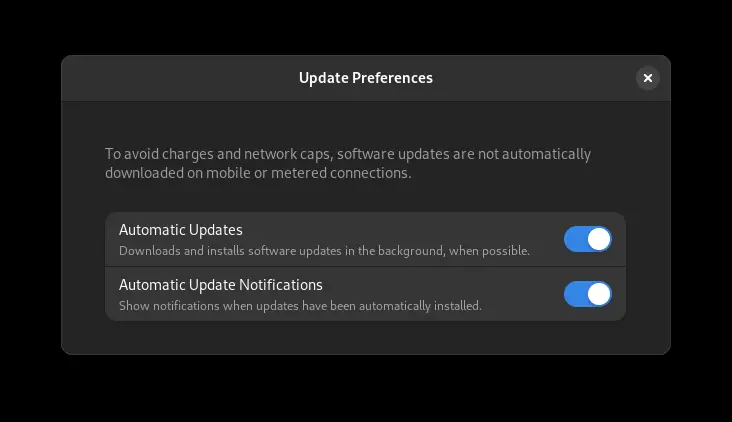 Update Preferences
To avoid charges and network caps, software updates are not automatically
downloaded on mobile or metered connections.
Automatic Updates
Downloads and installs software updates in the background, when possible.
Automatic Update Notifications
Show notifications when updates have been automatically installed.